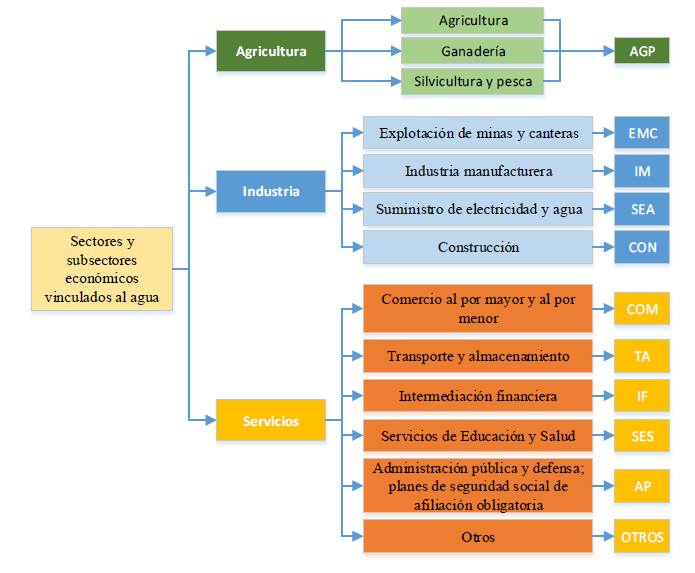 Sectores y
subsectores
económicos
vinculados al agua
Agricultura
Agricultura
Ganadería
Silvicultura y pesca
AGP
Industria
Explotación de minas y canteras
EMC
Industria manufacturera
IM
Suministro de electricidad y agua
SEA
Construcción
CON
Servicios
Comercio al por mayor y al por
menor
COM
Transporte y almacenamiento
TA
Intermediación financiera
IF
Servicios de Educación y Salud
SES
Administración pública y defensa;
planes de seguridad social de
afiliación obligatoria
AP
Otros
OTROS